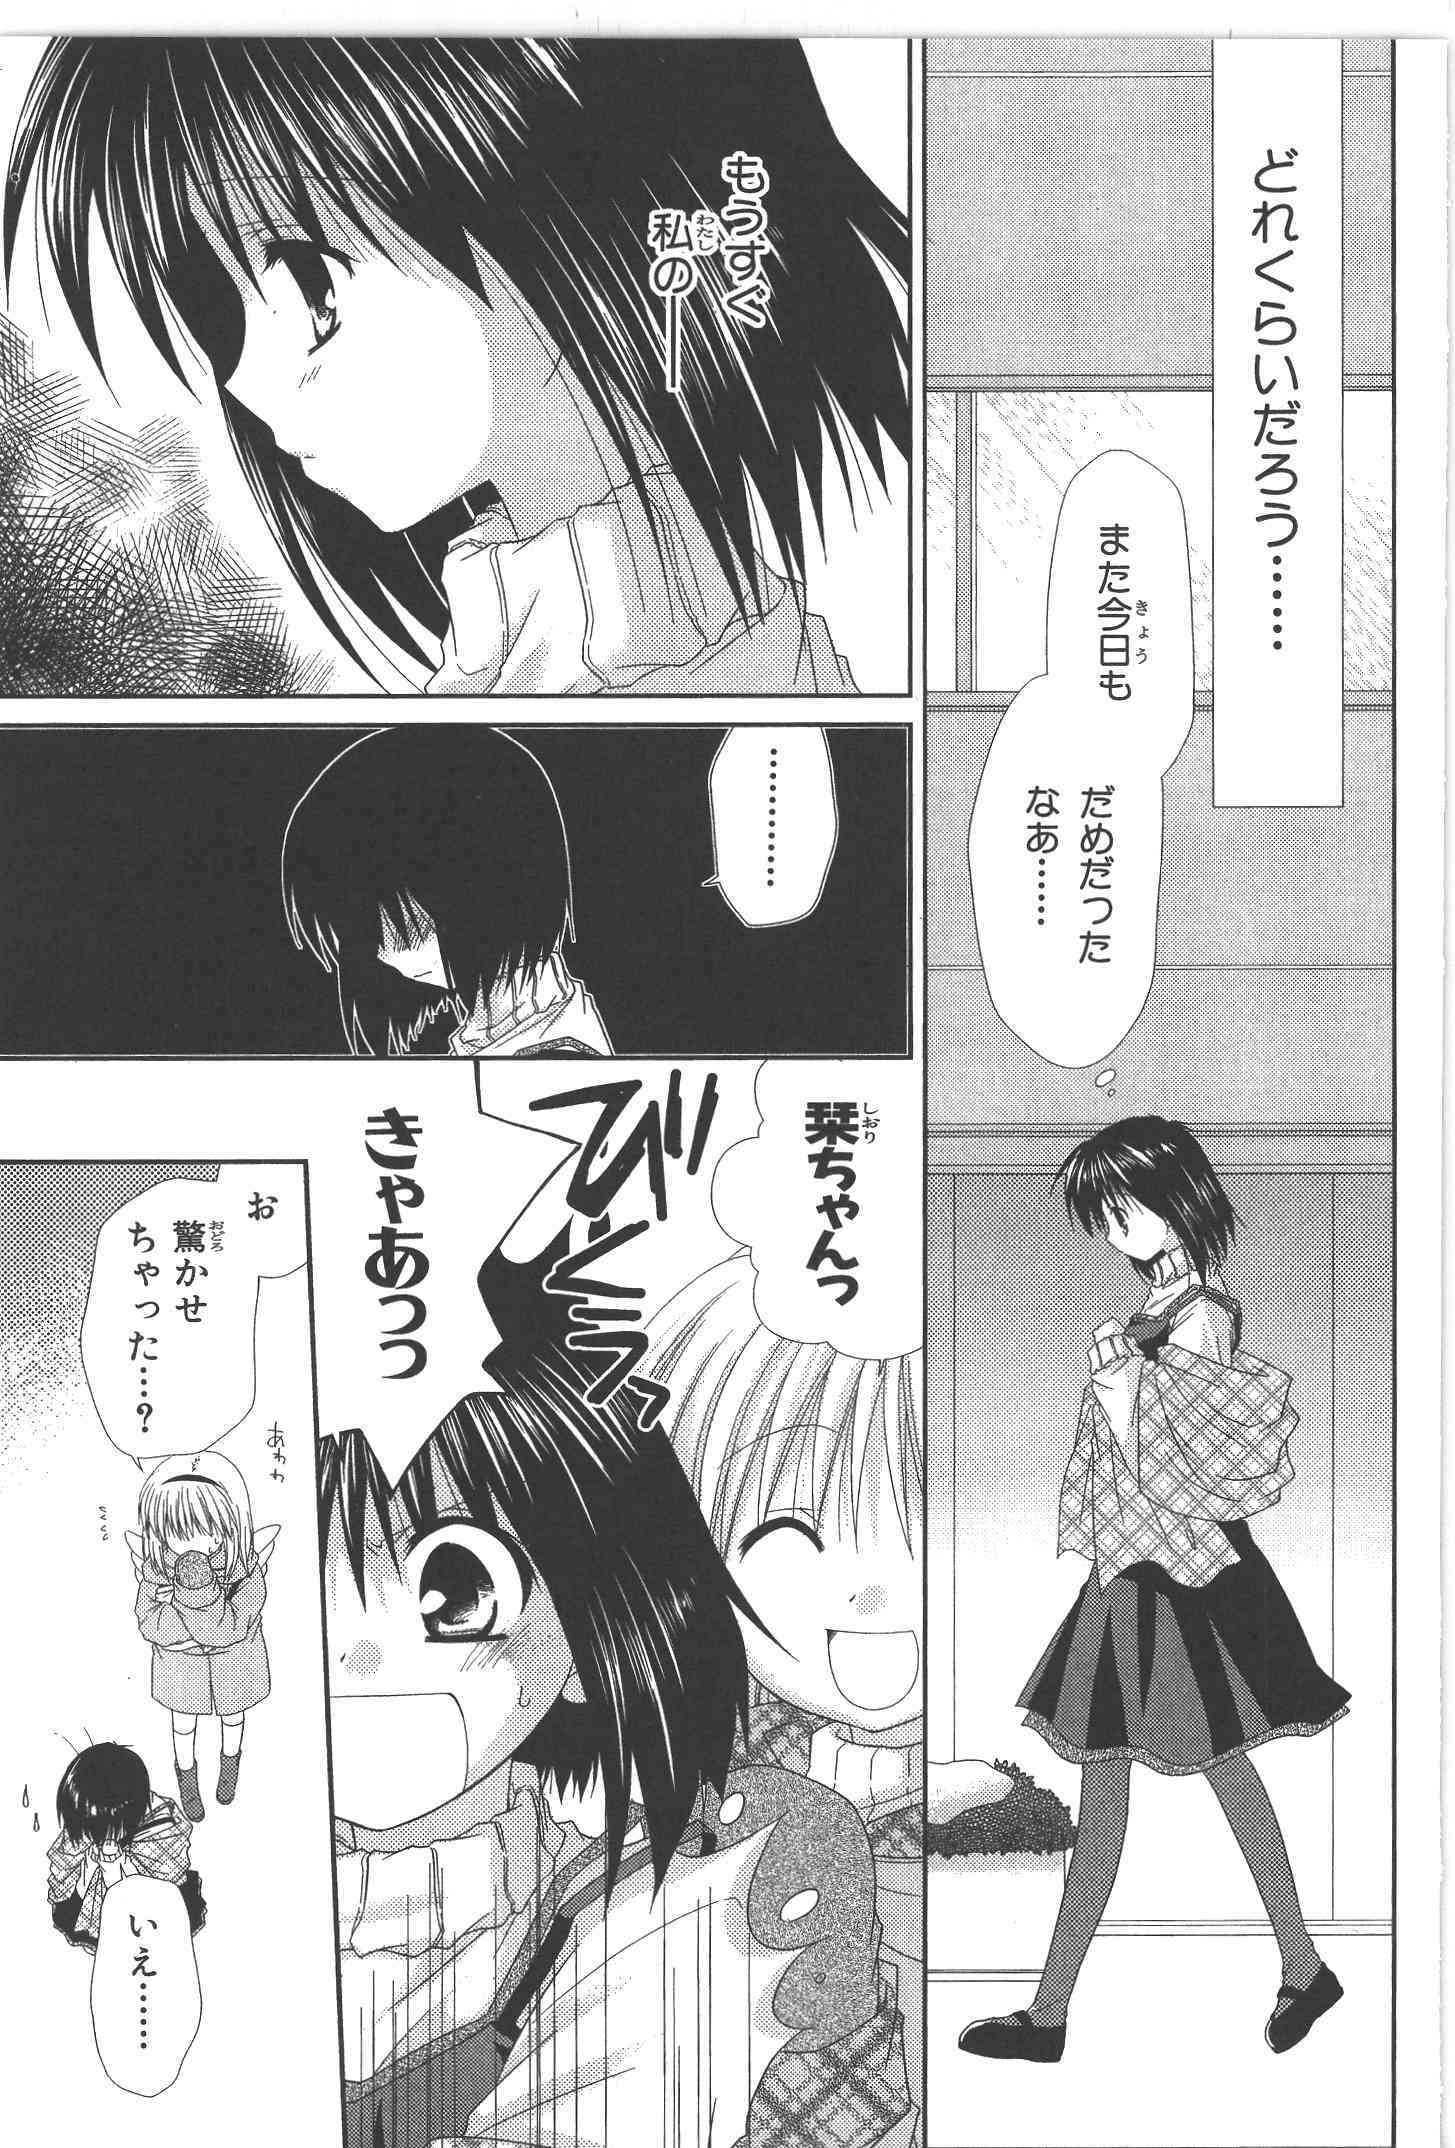 どれくらいだろう……
また今日も
だめだった
なあ……
もうすぐ
私の――
…………
栞ちゃんっ
びくぅっ
きゃあっっ
お
驚かせ
ちゃった…?
あわわ
いえ……